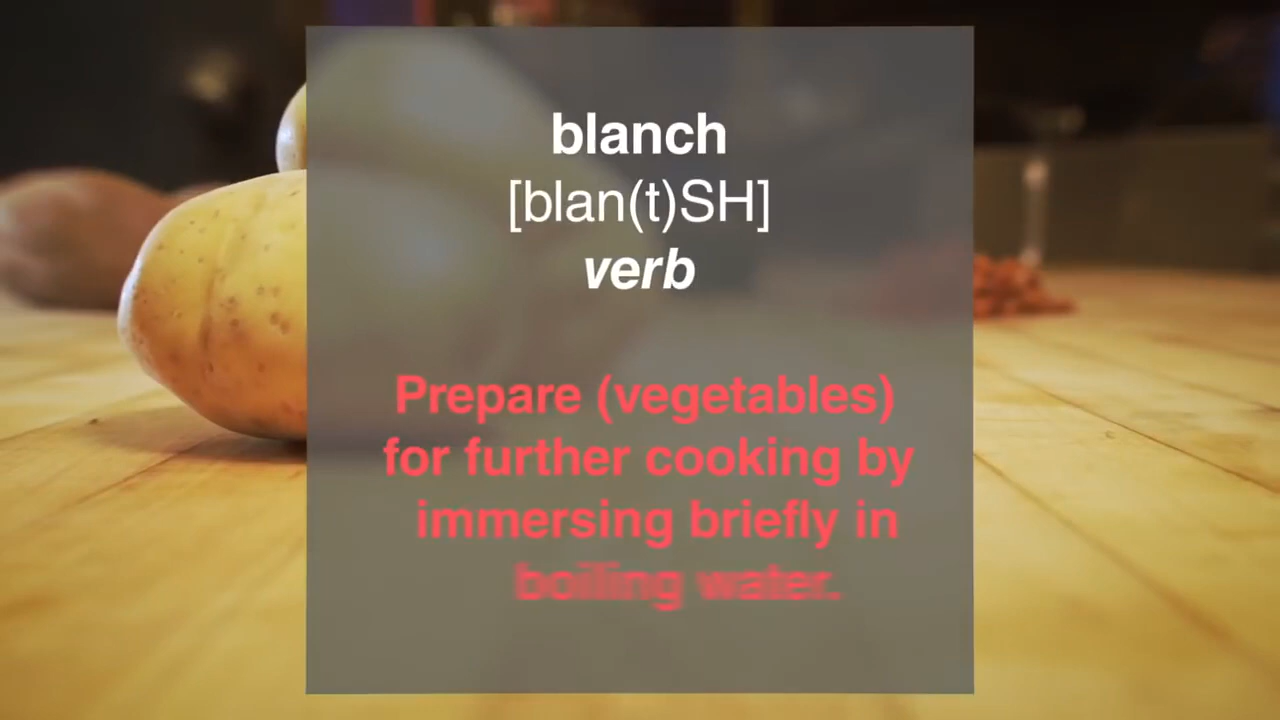 blanch
[blan(t)SH]
verb
Prepare (vegetables)
for further cooking by
immersing briefly in
boiling water.